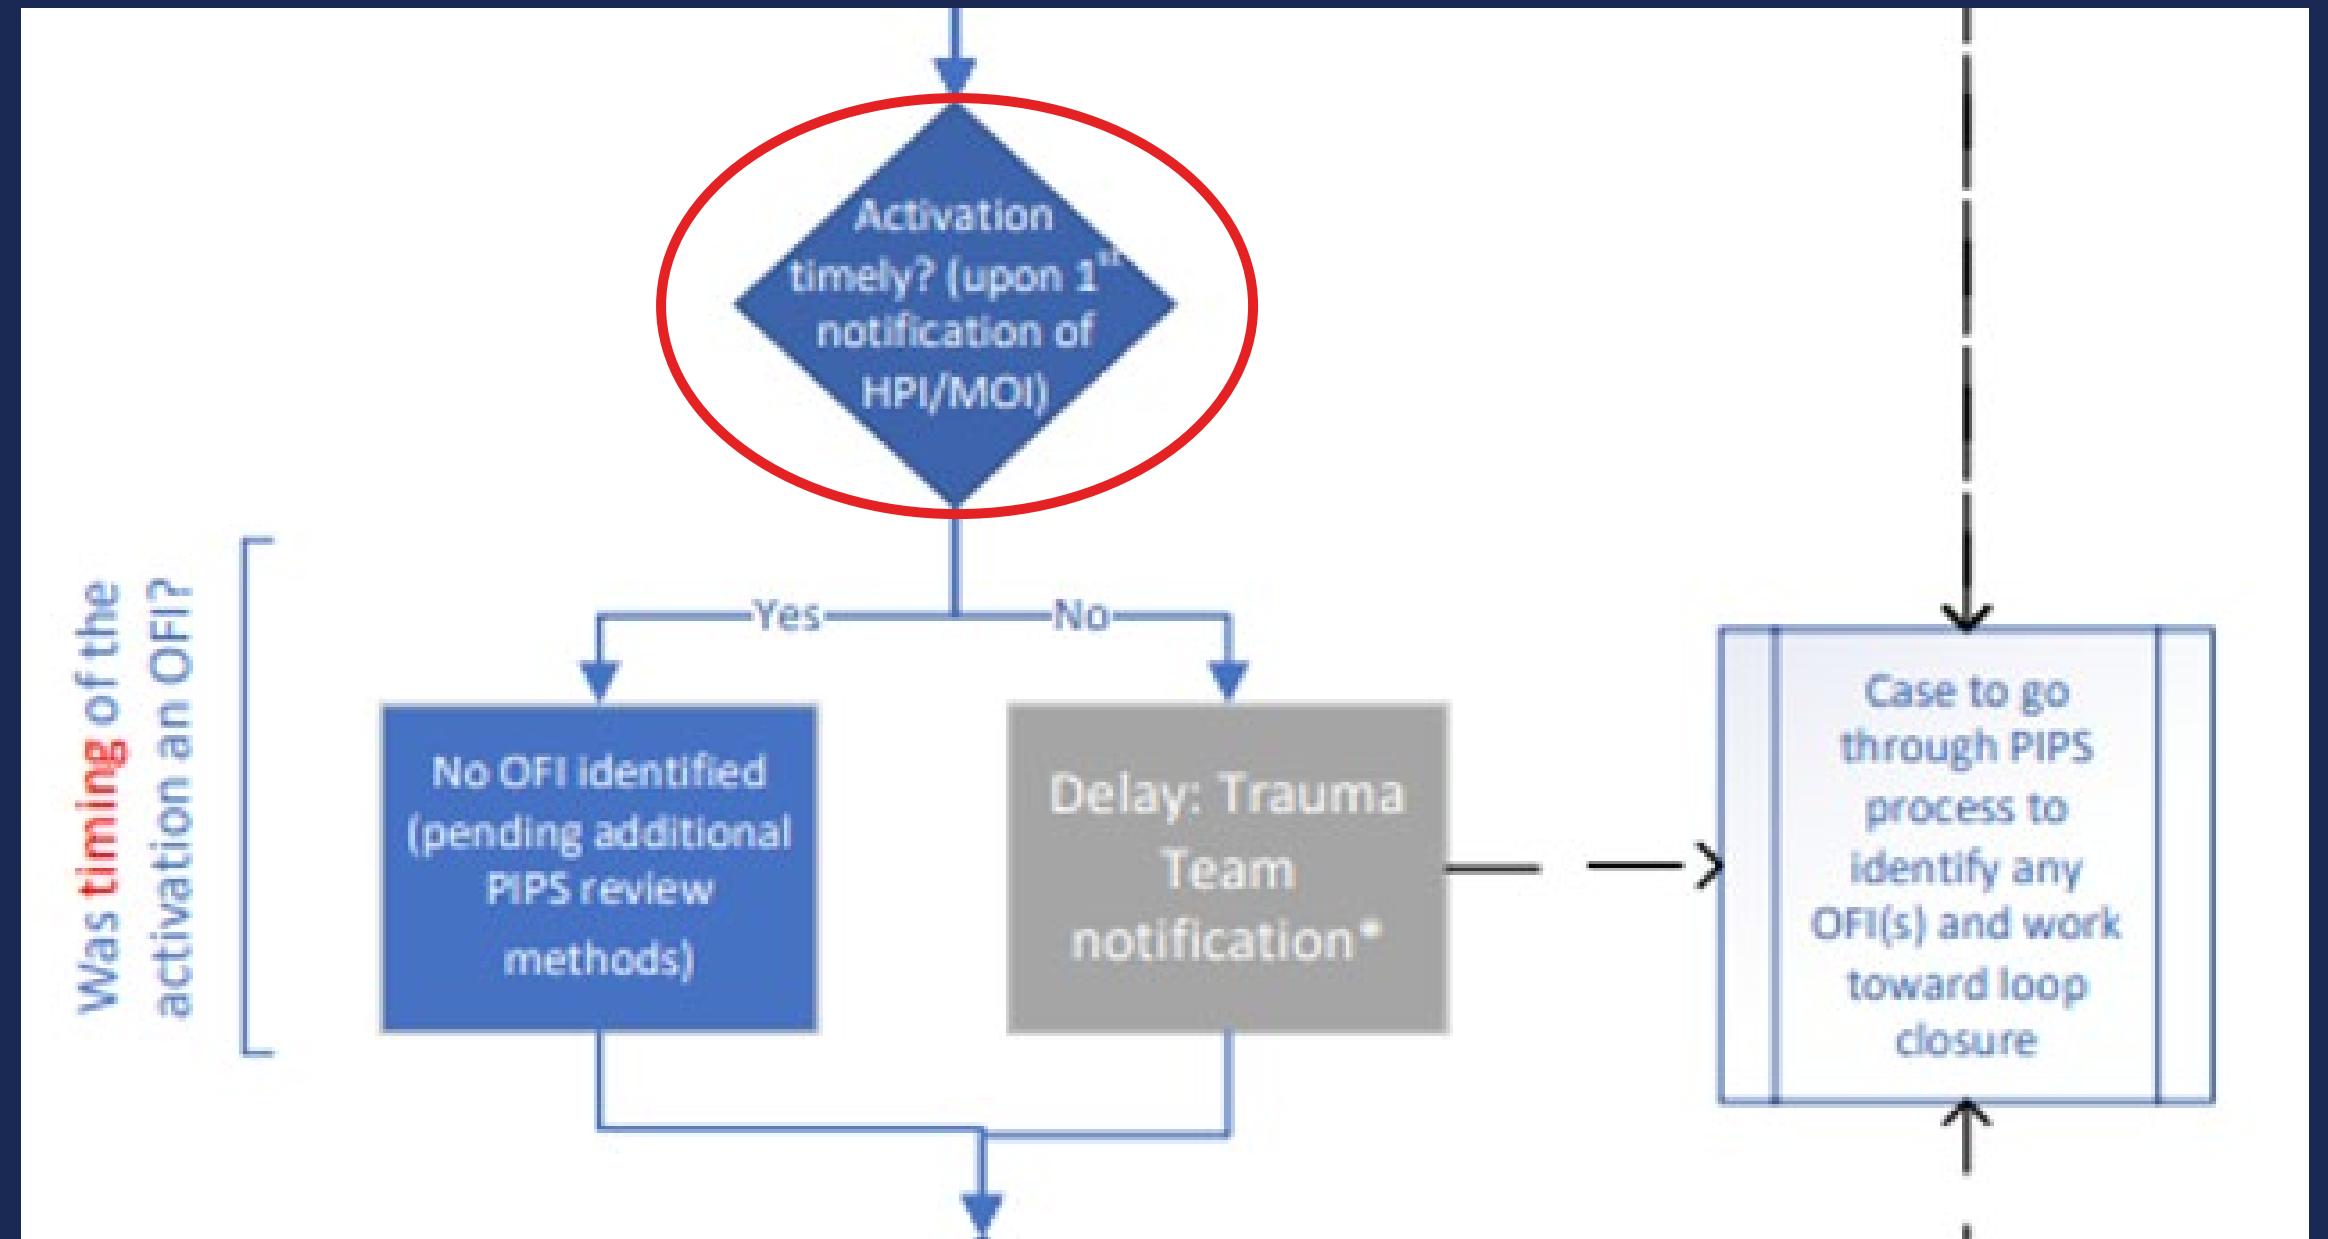 Activation
timely? (upon 1st
notification of
HPI/MOI)
Was timing of the
activation an OFI?
Yes
No
No OFI identified
(pending additional
PIPS review
methods)
Delay: Trauma
Team
notification*
Case to go
through PIPS
process to
identify any
OFI(s) and work
toward loop
closure